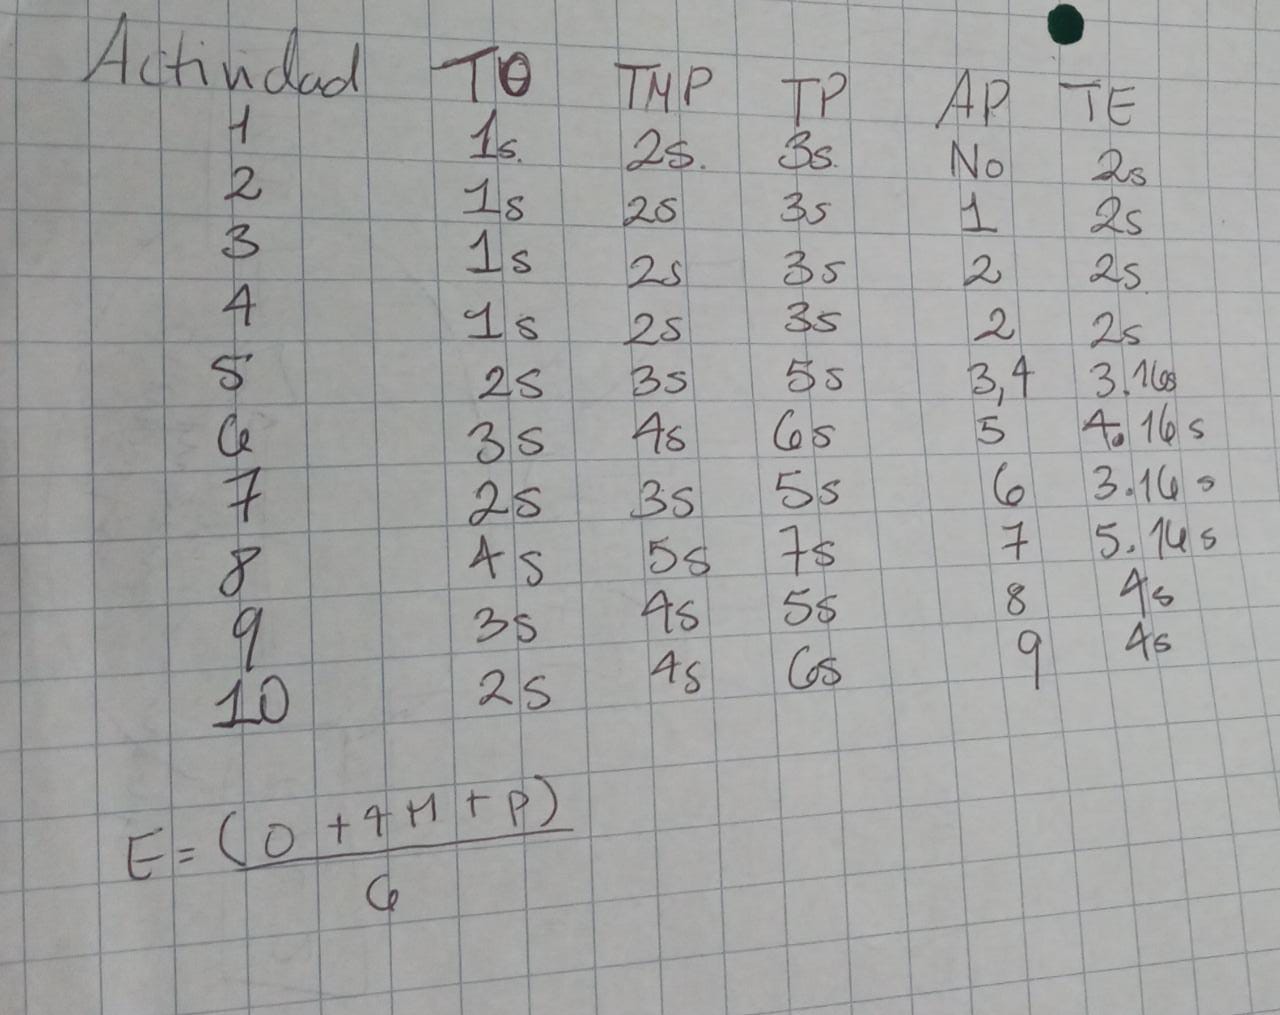 Actividad TO TMP TP AP TE
1 1s. 2s. 3s. No 2s
2 1s 2s 3s 1 2s
3 1s 2s 3s 2 2s.
4 1s 2s 3s 2 2s
5 2s 3s 5s 3,4 3.16s
6 3s 4s 6s 5 4.16s
7 2s 3s 5s 6 3.16s
8 4s 5s 7s 7 5.16s
9 3s 4s 5s 8 4s
10 2s 4s 6s 9 4s
E = (O + 4M + P)
6